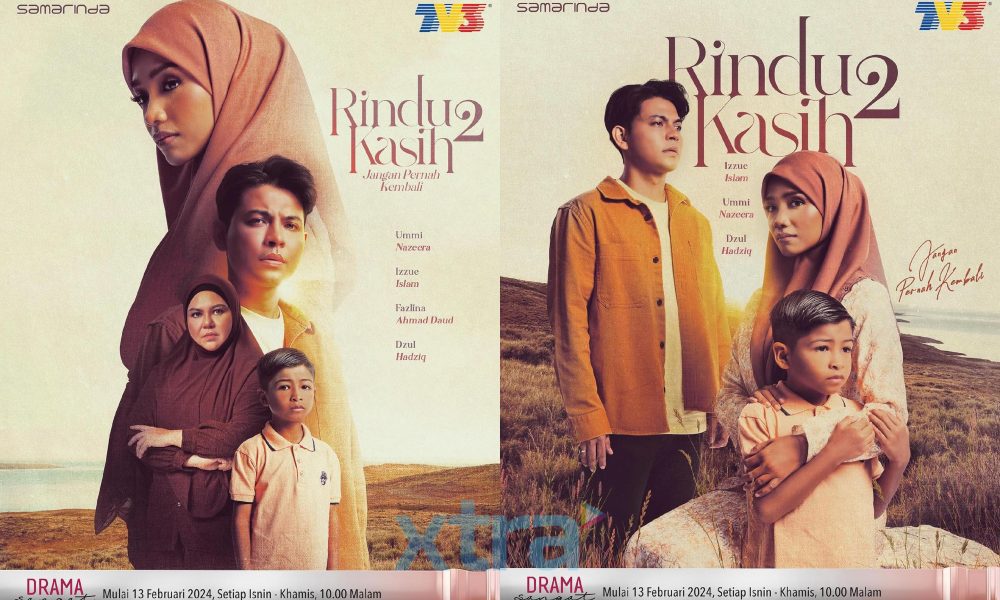 samarinda
TV3
Rindu
Kasih 2
Jangan Pernah
Kembali
Ummi
Nazeera
Izzue
Islam
Fazlina
Ahmad Daud
Dzul
Hadziq
DRAMA
sangat
Mulai 13 Februari 2024, Setiap Isnin - Khamis, 10.00 Malam
samarinda
TV3
Rindu
Kasih 2
Izzue
Islam
Ummi
Nazeera
Dzul
Hadziq
Jangan
Pernah Kembali
DRAMA
sangat
Mulai 13 Februari 2024, Setiap Isnin - Khamis, 10.00 Malam
xtra